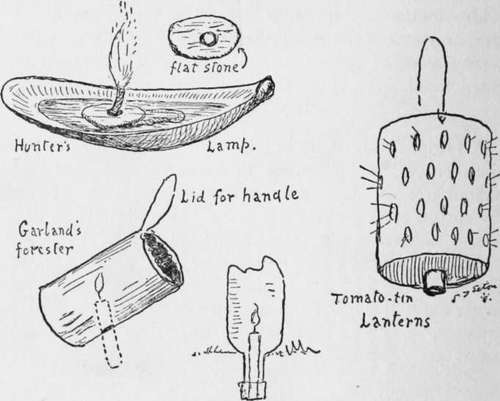 flat stone
Hunter's Lamp.
Lid for handle
Garland's
forester
Tomato-tin
Lanterns